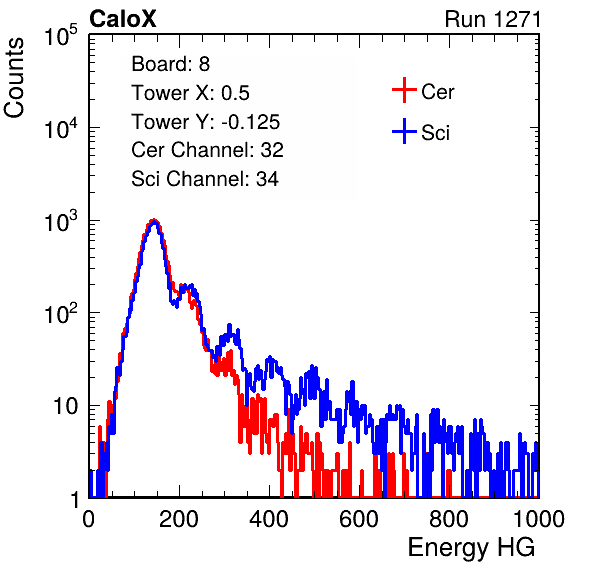 CaloX Run 1271
Counts
Board: 8
Tower X: 0.5
Tower Y: -0.125
Cer Channel: 32
Sci Channel: 34
Cer
Sci
10^5
10^4
10^3
10^2
10
1
0 200 400 600 800 1000
Energy HG